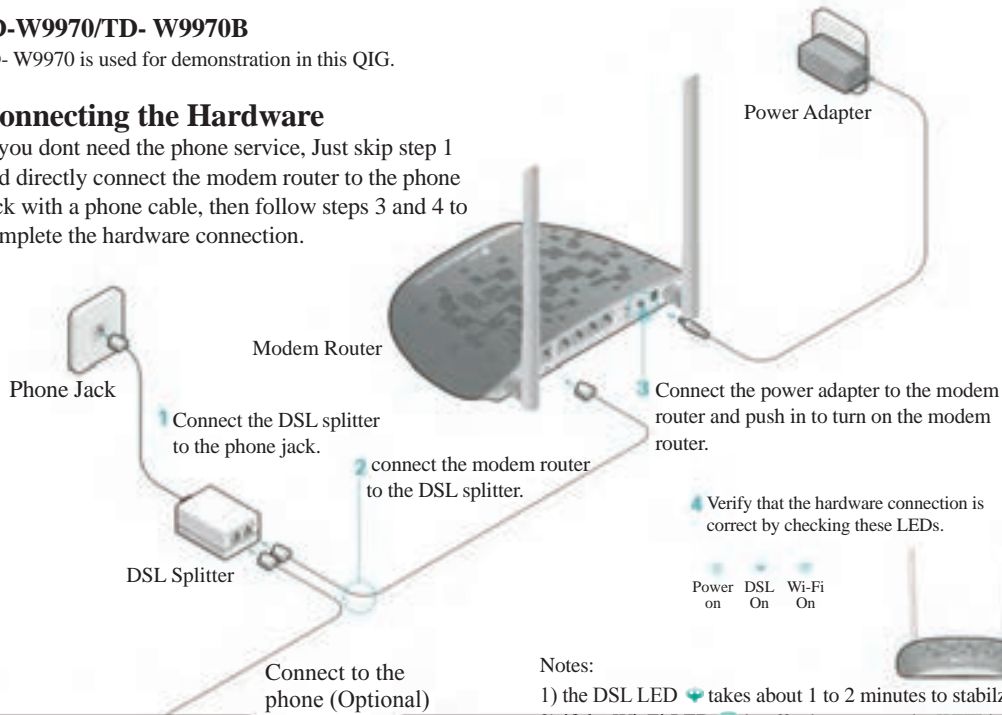 D-W9970/TD- W9970B
- W9970 is used for demonstration in this QIG.
onnecting the Hardware
you dont need the phone service, Just skip step 1
d directly connect the modem router to the phone
ck with a phone cable, then follow steps 3 and 4 to
mplete the hardware connection.
Power Adapter
Modem Router
Phone Jack
1 Connect the DSL splitter
to the phone jack.
2 connect the modem router
to the DSL splitter.
3 Connect the power adapter to the modem
router and push in to turn on the modem
router.
4 Verify that the hardware connection is
correct by checking these LEDs.
Power DSL Wi-Fi
on On On
DSL Splitter
Connect to the
phone (Optional)
Notes:
1) the DSL LED takes about 1 to 2 minutes to stabilz